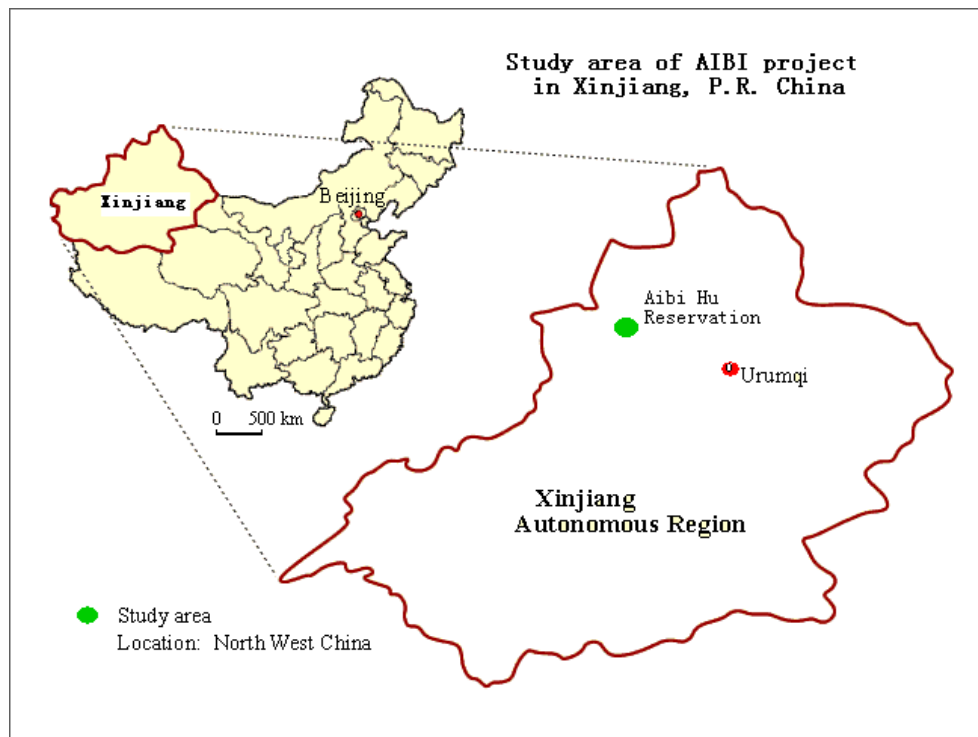 Study area of AIBI project
in Xinjiang, P.R. China
Xinjiang
Beijing
0 500 km
Aibi Hu
Reservation
Urumqi
Xinjiang
Autonomous Region
Study area
Location: North West China